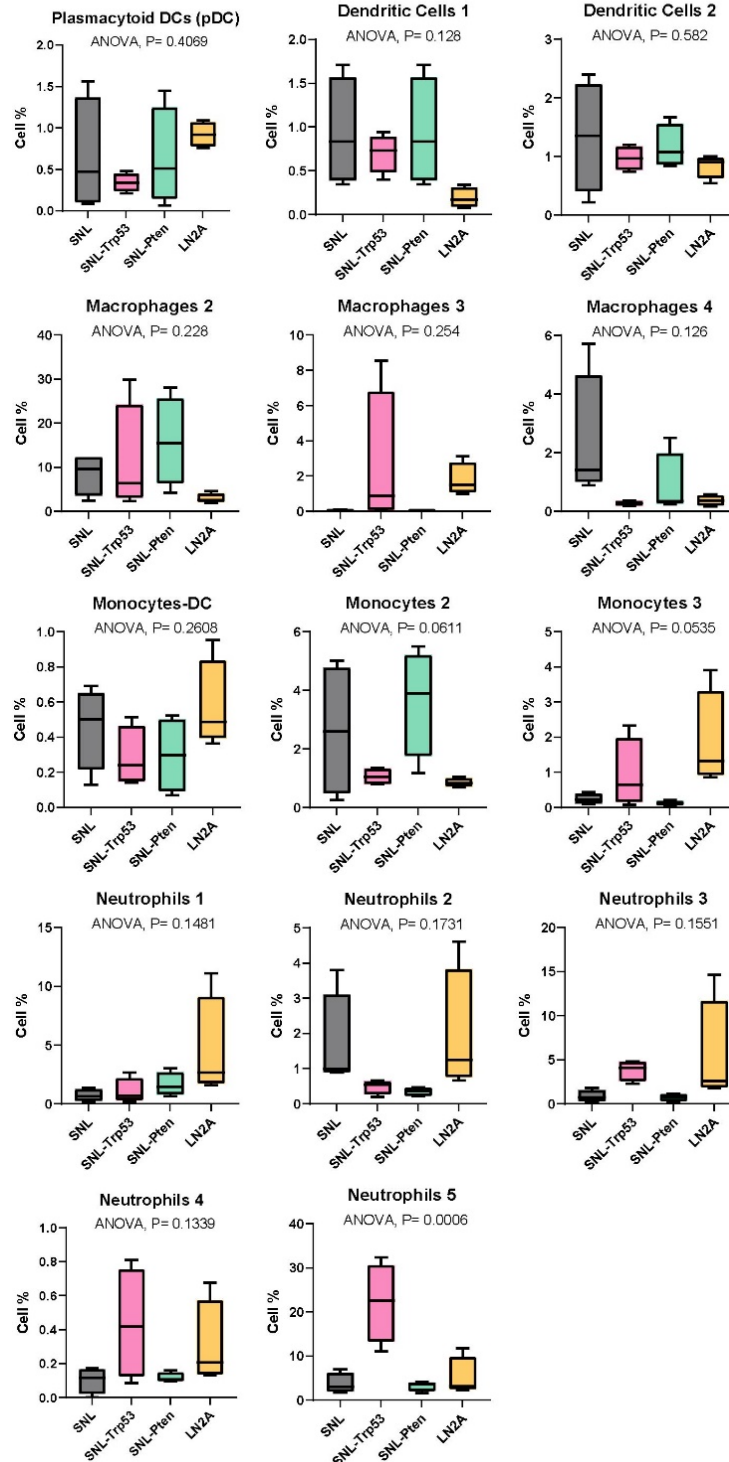 Plasmacytoid DCs (pDC)
ANOVA, P= 0.4069
Cell %
2.0
1.5
1.0
0.5
0.0
SNL
SNL-Trp53
SNL-Pten
LN2A
Dendritic Cells 1
ANOVA, P= 0.128
Cell %
2.0
1.5
1.0
0.5
0.0
SNL
SNL-Trp53
SNL-Pten
LN2A
Dendritic Cells 2
ANOVA, P= 0.582
Cell %
3
2
1
0
SNL
SNL-Trp53
SNL-Pten
LN2A
Macrophages 2
ANOVA, P= 0.228
Cell %
40
30
20
10
0
SNL
SNL-Trp53
SNL-Pten
LN2A
Macrophages 3
ANOVA, P= 0.254
Cell %
10
8
6
4
2
0
SNL
SNL-Trp53
SNL-Pten
LN2A
Macrophages 4
ANOVA, P= 0.126
Cell %
6
4
2
0
SNL
SNL-Trp53
SNL-Pten
LN2A
Monocytes-DC
ANOVA, P= 0.2608
Cell %
1.0
0.8
0.6
0.4
0.2
0.0
SNL
SNL-Trp53
SNL-Pten
LN2A
Monocytes 2
ANOVA, P= 0.0611
Cell %
6
4
2
0
SNL
SNL-Trp53
SNL-Pten
LN2A
Monocytes 3
ANOVA, P= 0.0535
Cell %
5
4
3
2
1
0
SNL
SNL-Trp53
SNL-Pten
LN2A
Neutrophils 1
ANOVA, P= 0.1481
Cell %
15
10
5
0
SNL
SNL-Trp53
SNL-Pten
LN2A
Neutrophils 2
ANOVA, P= 0.1731
Cell %
5
4
3
2
1
0
SNL
SNL-Trp53
SNL-Pten
LN2A
Neutrophils 3
ANOVA, P= 0.1551
Cell %
20
15
10
5
0
SNL
SNL-Trp53
SNL-Pten
LN2A
Neutrophils 4
ANOVA, P= 0.1339
Cell %
1.0
0.8
0.6
0.4
0.2
0.0
SNL
SNL-Trp53
SNL-Pten
LN2A
Neutrophils 5
ANOVA, P= 0.0006
Cell %
40
30
20
10
0
SNL
SNL-Trp53
SNL-Pten
LN2A